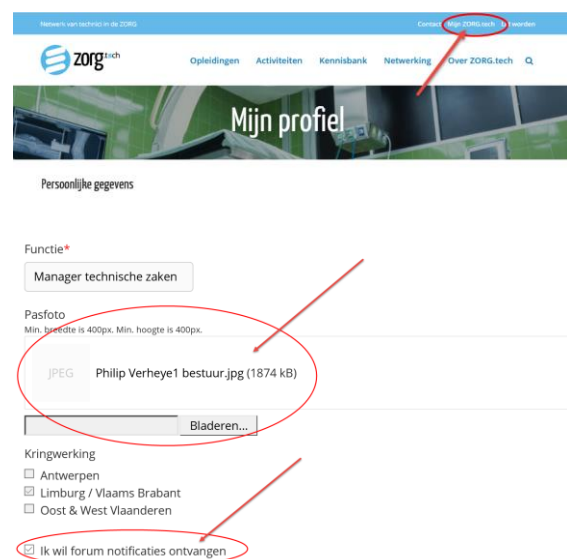 Netwerk van technici in de ZORG
Contact Mijn ZORG.tech Lid worden
zorg tech
Opleidingen Activiteiten Kennisbank Netwerking Over ZORG.tech
Mijn profiel
Persoonlijke gegevens
Functie*
Manager technische zaken
Pasfoto
Min. breedte is 400px. Min. hoogte is 400px.
JPEG Philip Verheye1 bestuur.jpg (1874 kB)
Bladeren...
Kringwerking
Antwerpen
Limburg / Vlaams Brabant
Oost & West Vlaanderen
Ik wil forum notificaties ontvangen